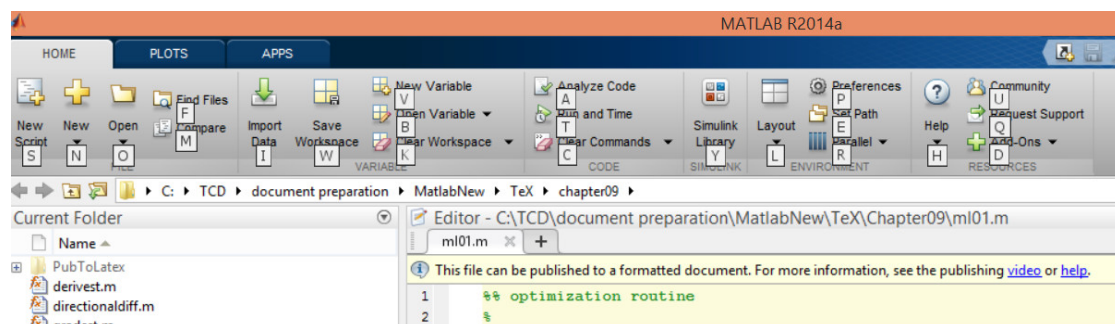 MATLAB R2014a
HOME PLOTS APPS
New Script S
New N
Open O
Find Files F
Compare M
FILE
Import Data I
Save Workspace W
New Variable V
Open Variable B
Clear Workspace K
VARIABLE
Analyze Code A
Run and Time T
Clear Commands C
CODE
Simulink Library Y
SIMULINK
Layout L
Preferences P
Set Path E
Parallel R
ENVIRONMENT
Help H
Community U
Request Support Q
Add-Ons D
RESOURCES
C: TCD document preparation MatlabNew TeX chapter09
Current Folder
Name
PubToLatex
derivest.m
directionaldiff.m
Editor - C:\TCD\document preparation\MatlabNew\TeX\Chapter09\ml01.m
ml01.m
This file can be published to a formatted document. For more information, see the publishing video or help.
1 %% optimization routine
2 %